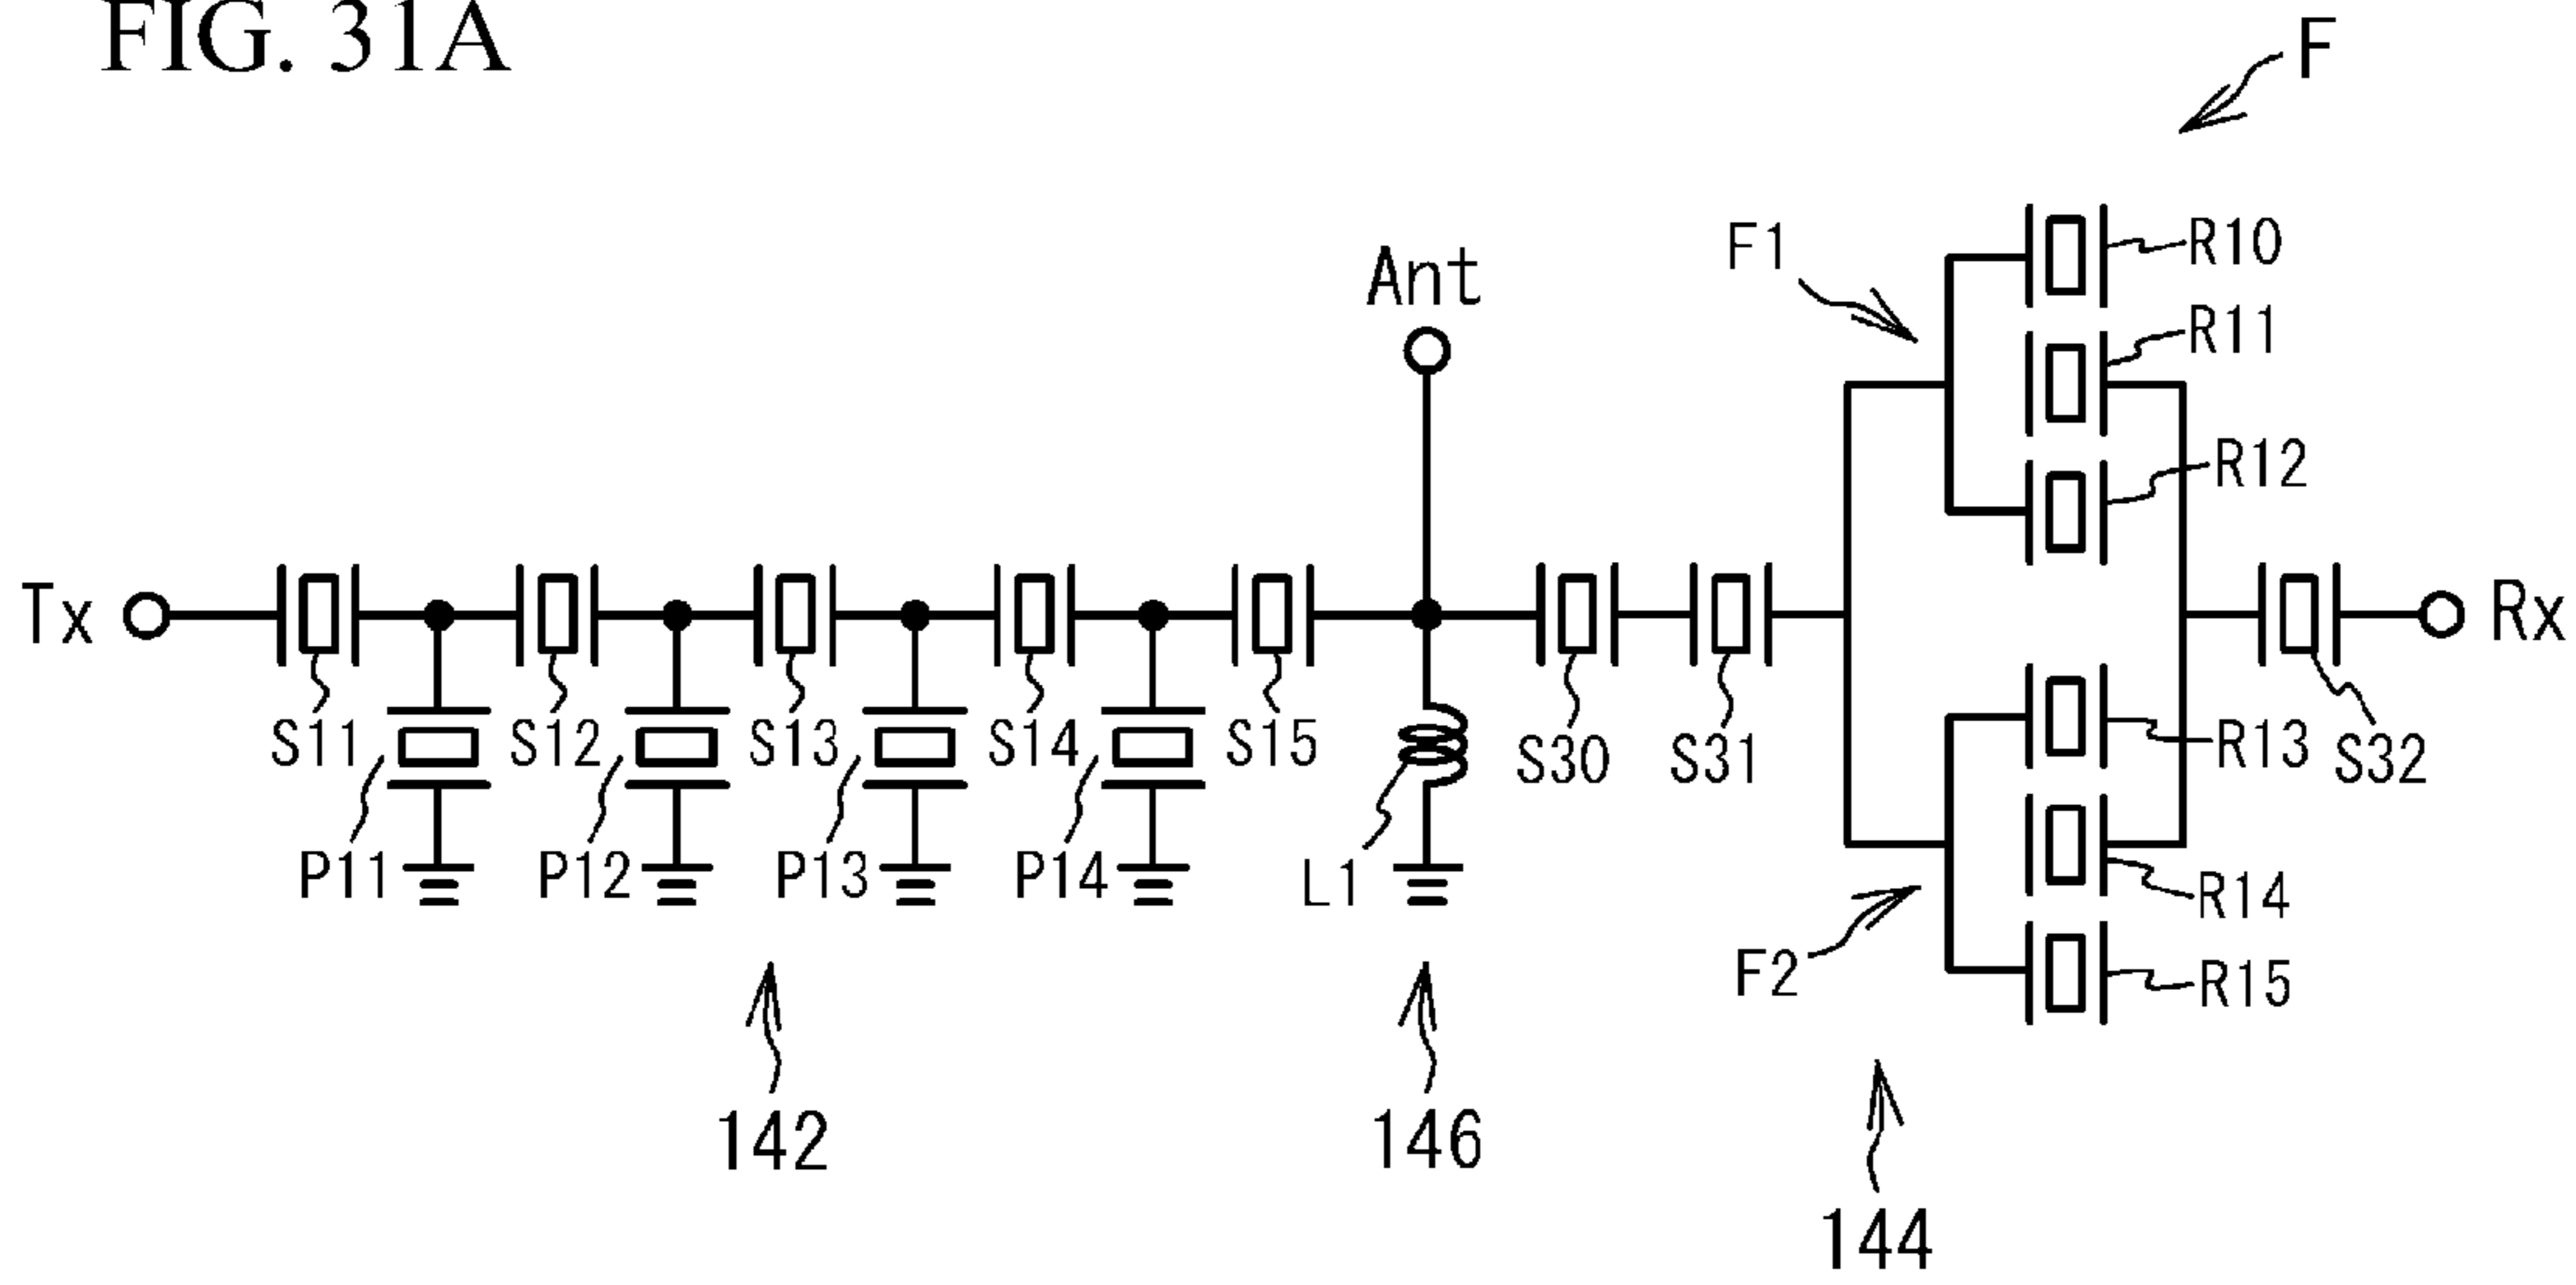 FIG. 31A
F
F1
R10
Ant
R11
R12
Tx
Rx
S11
S12
S13
S14
S15
S30
S31
R13
S32
P11
P12
P13
P14
L1
R14
F2
R15
142
146
144